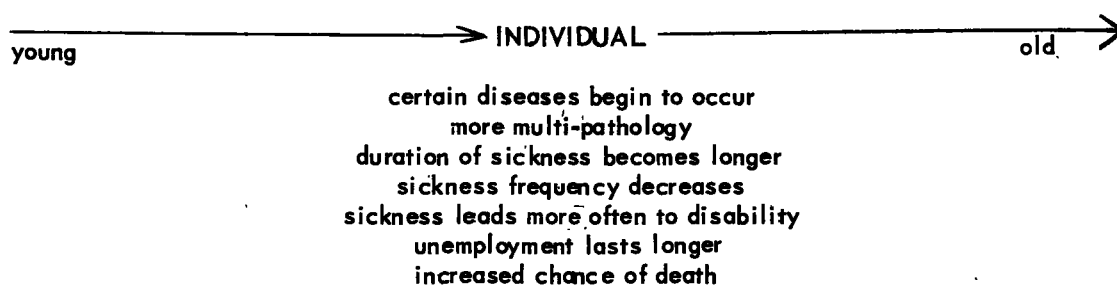 INDIVIDUAL
young old
certain diseases begin to occur
more multi-pathology
duration of sickness becomes longer
sickness frequency decreases
sickness leads more often to disability
unemployment lasts longer
increased chance of death